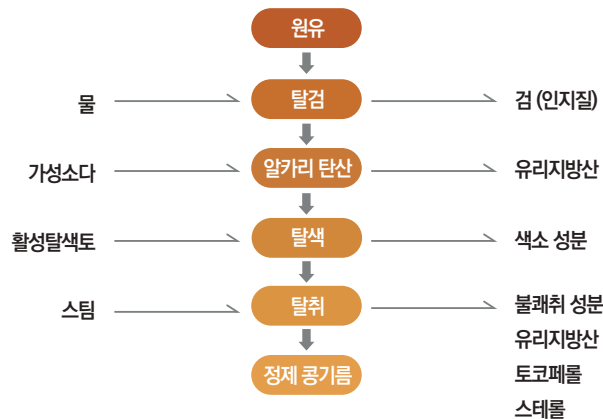 원유
물 탈검 검 (인지질)
가성소다 알카리 탄산 유리지방산
활성탈색토 탈색 색소 성분
스팀 탈취 불쾌취 성분
유리지방산
정제 콩기름 토코페롤
스테롤